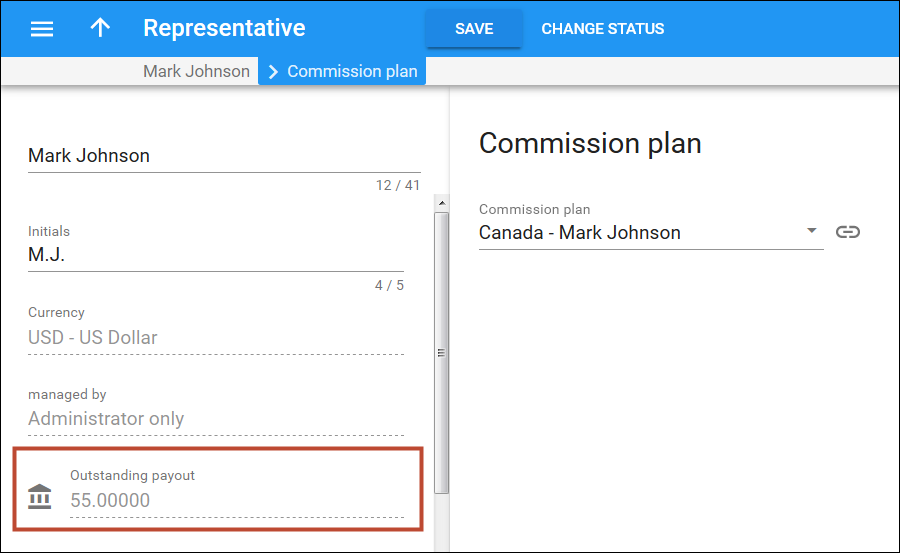 Representative SAVE CHANGE STATUS
Mark Johnson Commission plan
Mark Johnson
12 / 41
Initials
M.J.
4 / 5
Currency
USD - US Dollar
managed by
Administrator only
Outstanding payout
55.00000
Commission plan
Commission plan
Canada - Mark Johnson